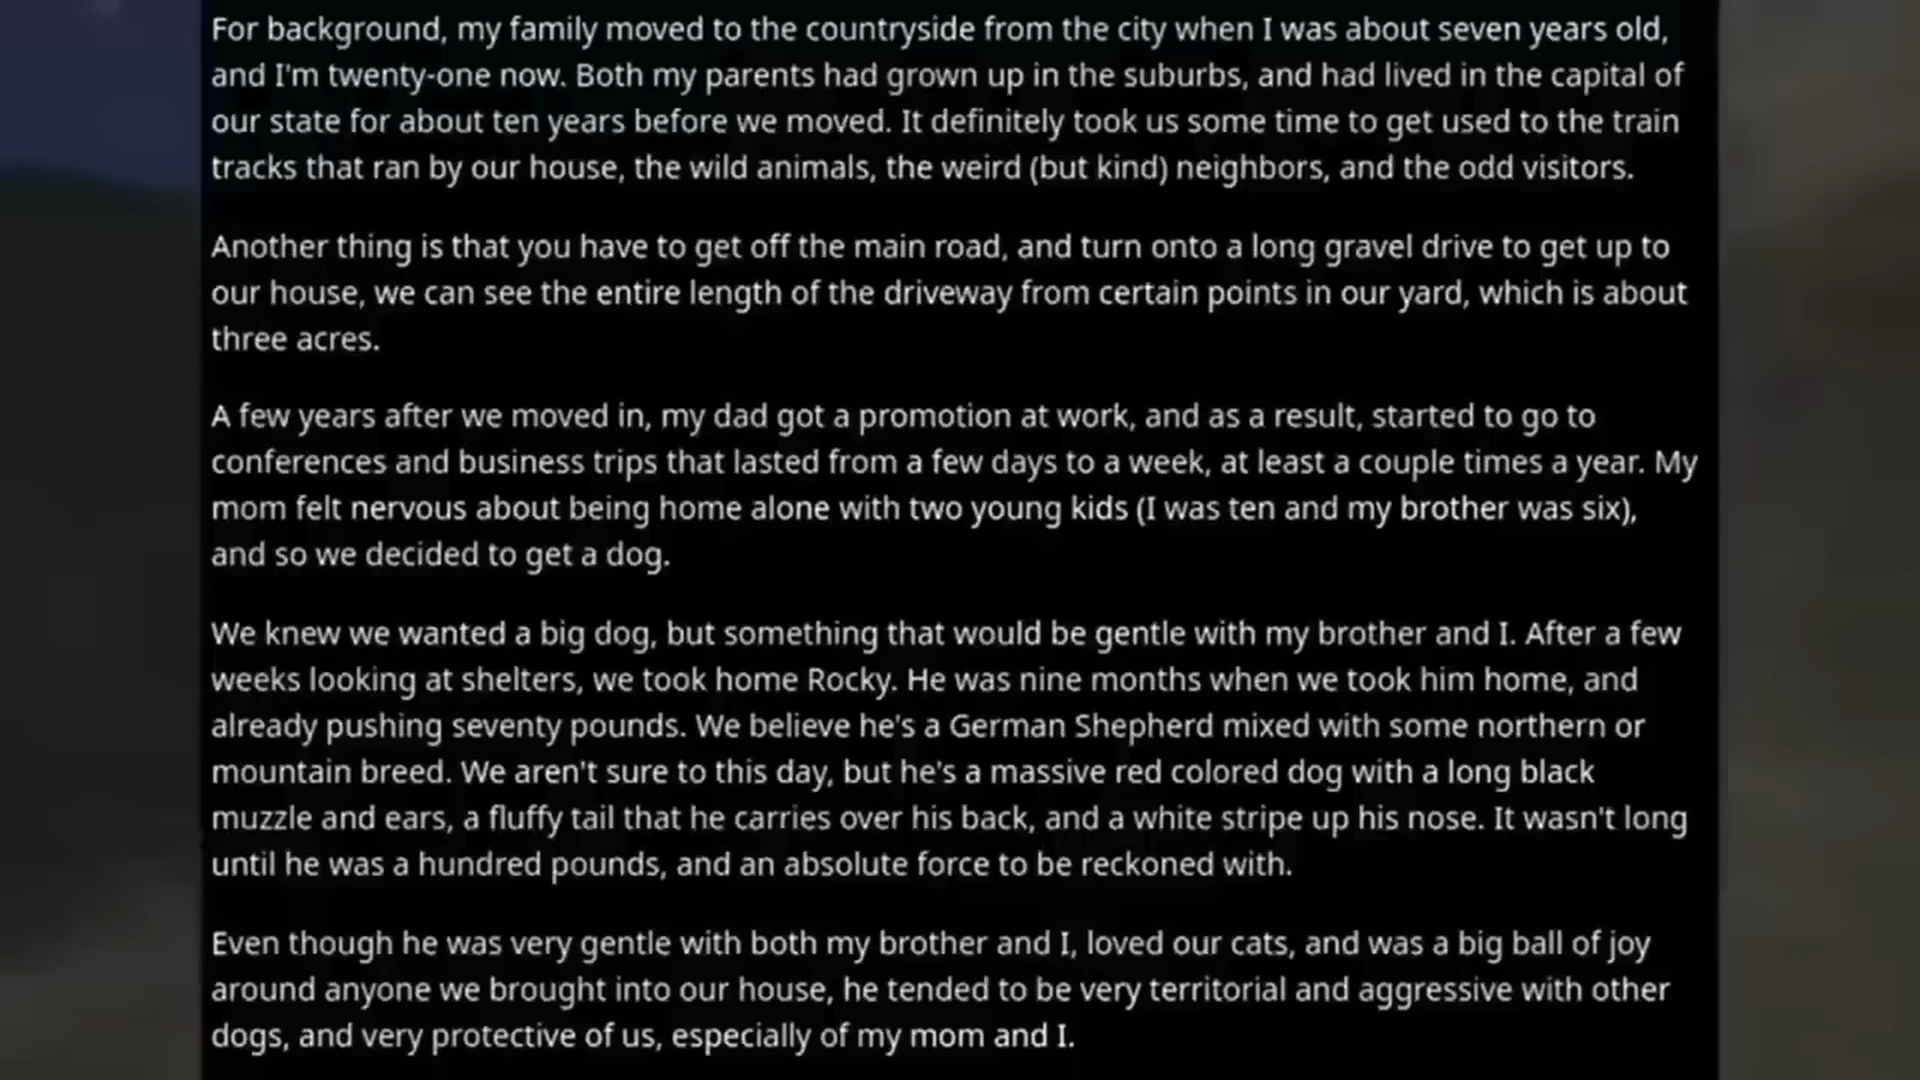 For background, my family moved to the countryside from the city when I was about seven years old,
and I'm twenty-one now. Both my parents had grown up in the suburbs, and had lived in the capital of
our state for about ten years before we moved. It definitely took us some time to get used to the train
tracks that ran by our house, the wild animals, the weird (but kind) neighbors, and the odd visitors.
Another thing is that you have to get off the main road, and turn onto a long gravel drive to get up to
our house, we can see the entire length of the driveway from certain points in our yard, which is about
three acres.
A few years after we moved in, my dad got a promotion at work, and as a result, started to go to
conferences and business trips that lasted from a few days to a week, at least a couple times a year. My
mom felt nervous about being home alone with two young kids (I was ten and my brother was six),
and so we decided to get a dog.
We knew we wanted a big dog, but something that would be gentle with my brother and I. After a few
weeks looking at shelters, we took home Rocky. He was nine months when we took him home, and
already pushing seventy pounds. We believe he's a German Shepherd mixed with some northern or
mountain breed. We aren't sure to this day, but he's a massive red colored dog with a long black
muzzle and ears, a fluffy tail that he carries over his back, and a white stripe up his nose. It wasn't long
until he was a hundred pounds, and an absolute force to be reckoned with.
Even though he was very gentle with both my brother and I, loved our cats, and was a big ball of joy
around anyone we brought into our house, he tended to be very territorial and aggressive with other
dogs, and very protective of us, especially of my mom and I.